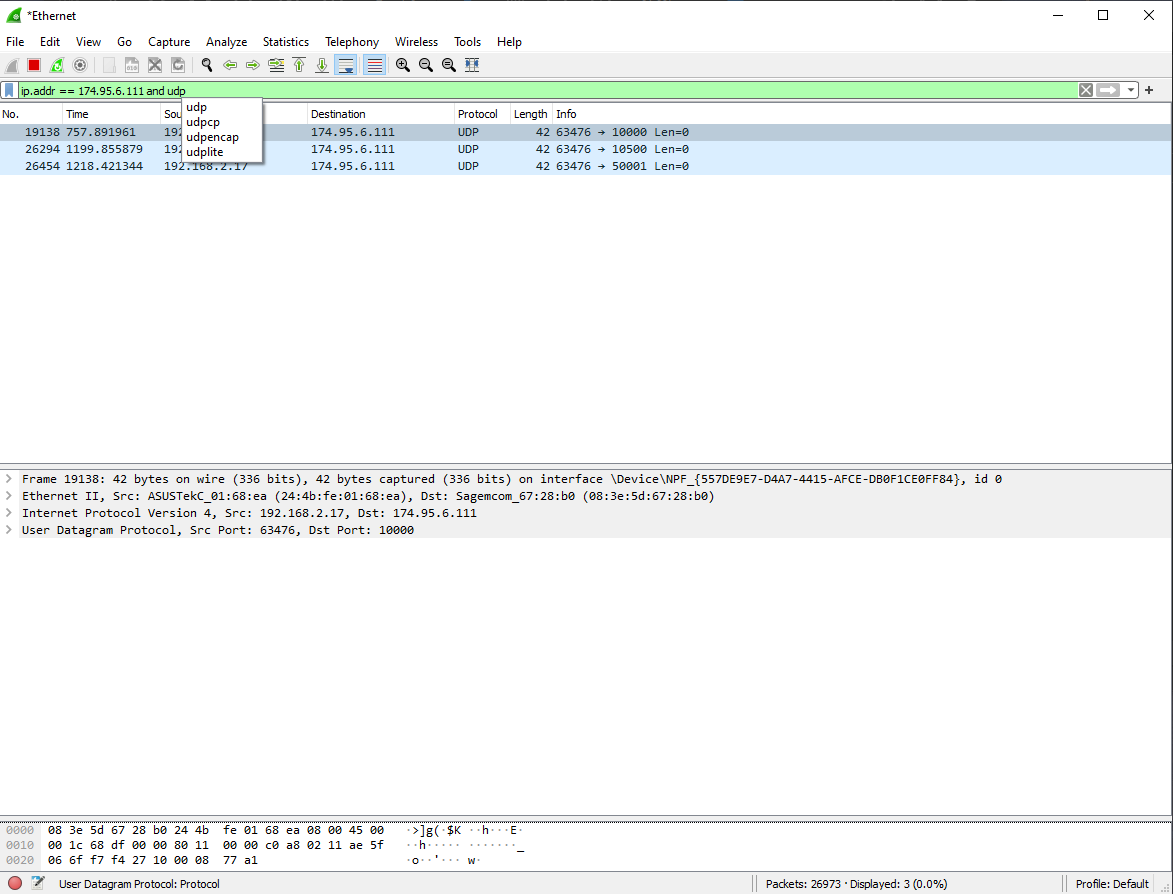 *Ethernet
File Edit View Go Capture Analyze Statistics Telephony Wireless Tools Help
ip.addr == 174.95.6.111 and udp
udp
udpcp
udpencap
udplite
No. Time Sou Destination Protocol Length Info
19138 757.891961 192 174.95.6.111 UDP 42 63476 → 10000 Len=0
26294 1199.855879 192 174.95.6.111 UDP 42 63476 → 10500 Len=0
26454 1218.421344 192.168.2.17 174.95.6.111 UDP 42 63476 → 50001 Len=0
Frame 19138: 42 bytes on wire (336 bits), 42 bytes captured (336 bits) on interface \Device\NPF_{557DE9E7-D4A7-4415-AFCE-DB0F1CE0FF84}, id 0
Ethernet II, Src: ASUSTekC_01:68:ea (24:4b:fe:01:68:ea), Dst: Sagemcom_67:28:b0 (08:3e:5d:67:28:b0)
Internet Protocol Version 4, Src: 192.168.2.17, Dst: 174.95.6.111
User Datagram Protocol, Src Port: 63476, Dst Port: 10000
0000 08 3e 5d 67 28 b0 24 4b fe 01 68 ea 08 00 45 00 ·>]g(·$K ··h···E·
0010 00 1c 68 df 00 00 80 11 00 00 c0 a8 02 11 ae 5f ··h····· ·······_
0020 06 6f f7 f4 27 10 00 08 77 a1 ·o··'··· w·
User Datagram Protocol: Protocol
Packets: 26973 · Displayed: 3 (0.0%)
Profile: Default